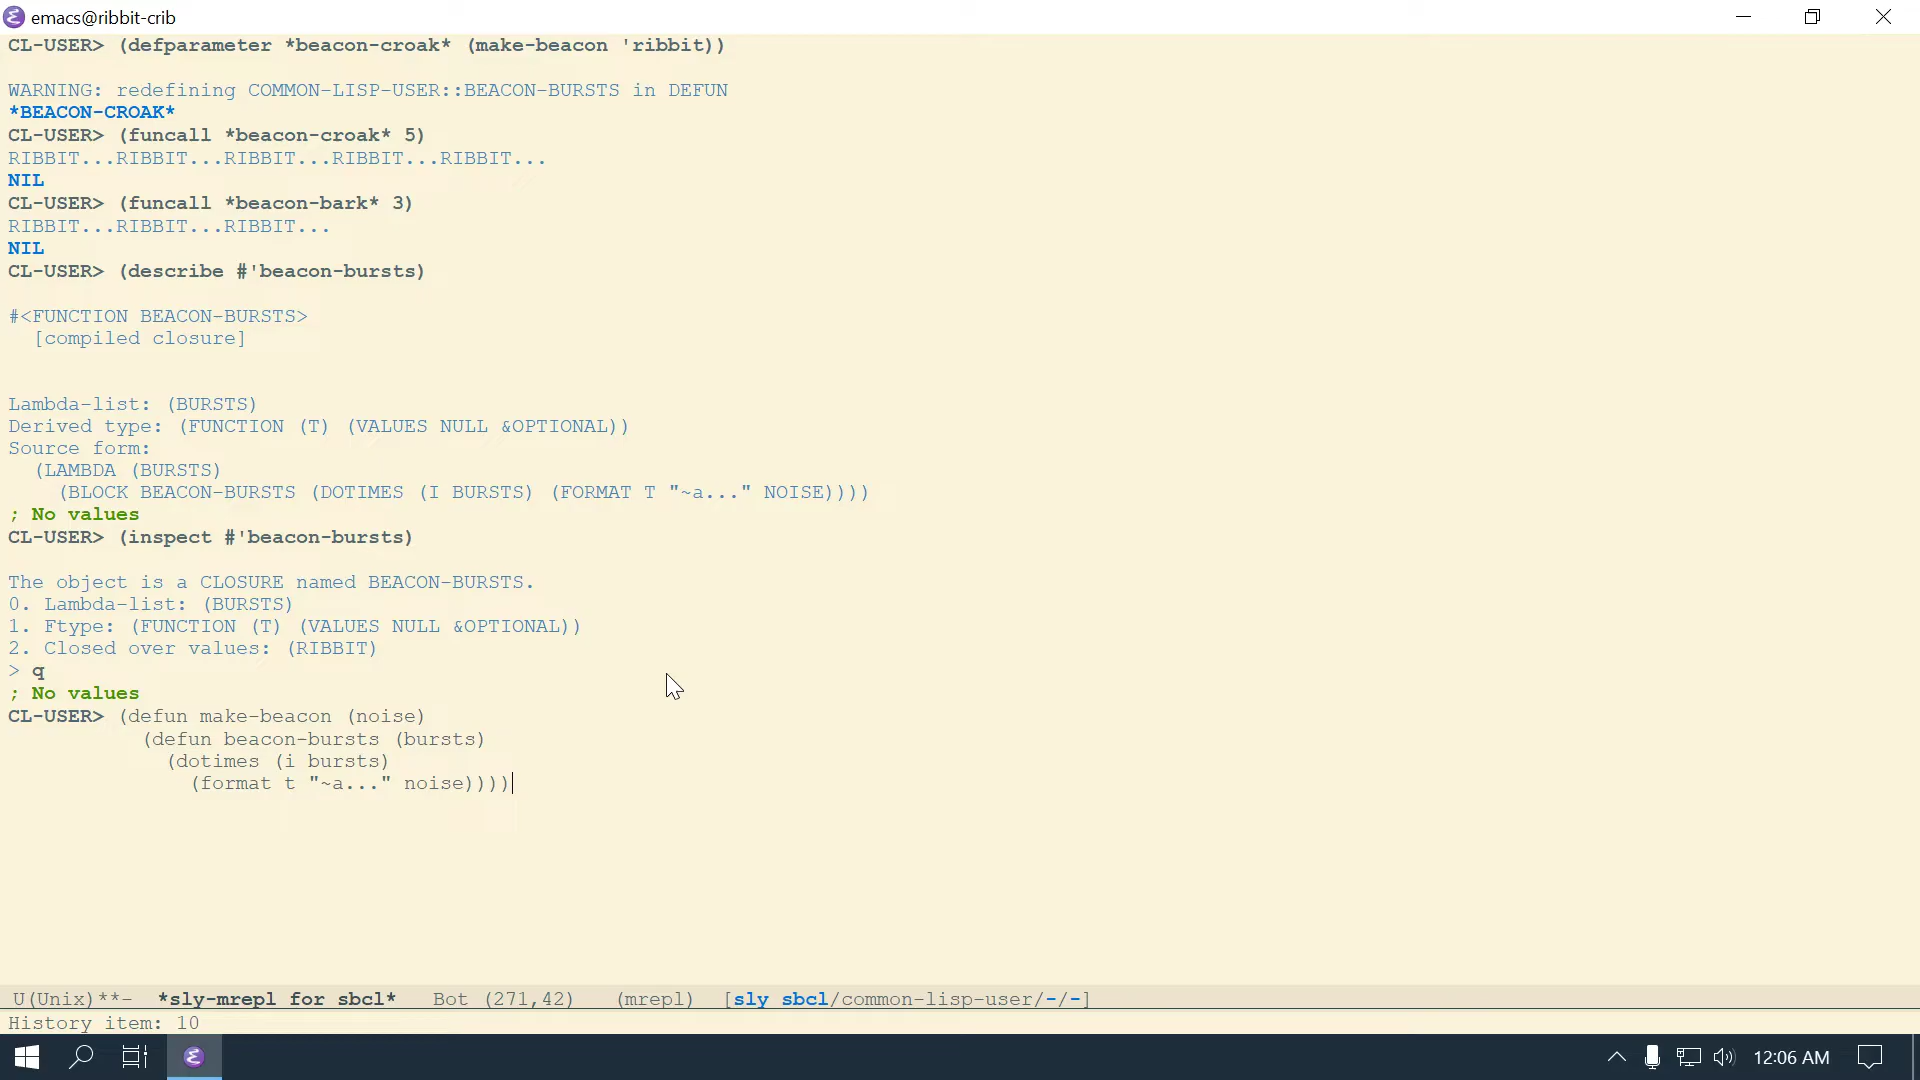 emacs@ribbit-crib
CL-USER> (defparameter *beacon-croak* (make-beacon 'ribbit))
WARNING: redefining COMMON-LISP-USER::BEACON-BURSTS in DEFUN
*BEACON-CROAK*
CL-USER> (funcall *beacon-croak* 5)
RIBBIT...RIBBIT...RIBBIT...RIBBIT...RIBBIT...
NIL
CL-USER> (funcall *beacon-bark* 3)
RIBBIT...RIBBIT...RIBBIT...
NIL
CL-USER> (describe #'beacon-bursts)
#<FUNCTION BEACON-BURSTS>
[compiled closure]
Lambda-list: (BURSTS)
Derived type: (FUNCTION (T) (VALUES NULL &OPTIONAL))
Source form:
(LAMBDA (BURSTS)
(BLOCK BEACON-BURSTS (DOTIMES (I BURSTS) (FORMAT T "~a..." NOISE))))
; No values
CL-USER> (inspect #'beacon-bursts)
The object is a CLOSURE named BEACON-BURSTS.
0. Lambda-list: (BURSTS)
1. Ftype: (FUNCTION (T) (VALUES NULL &OPTIONAL))
2. Closed over values: (RIBBIT)
> q
; No values
CL-USER> (defun make-beacon (noise)
(defun beacon-bursts (bursts)
(dotimes (i bursts)
(format t "~a..." noise))))
U(Unix)**- *sly-mrepl for sbcl* Bot (271,42) (mrepl) [sly sbcl/common-lisp-user/-/-]
History item: 10
12:06 AM